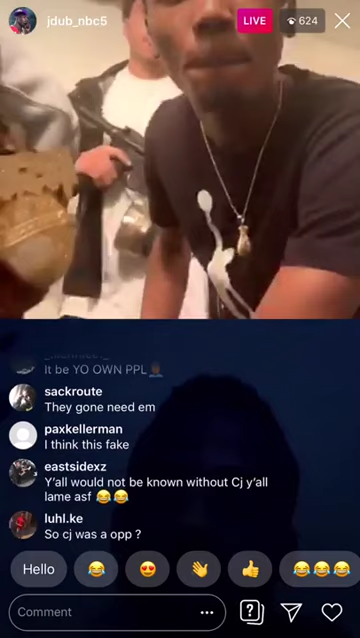 jdub_nbc5
LIVE
624
It be YO OWN PPL🤦🏾‍♂️
sackroute
They gone need em
paxkellerman
I think this fake
eastsidexz
Y'all would not be known without Cj y'all
lame asf 😂😂
luhl.ke
So cj was a opp ?
Hello 😂 😍 👋 👍 😂😂😂
Comment